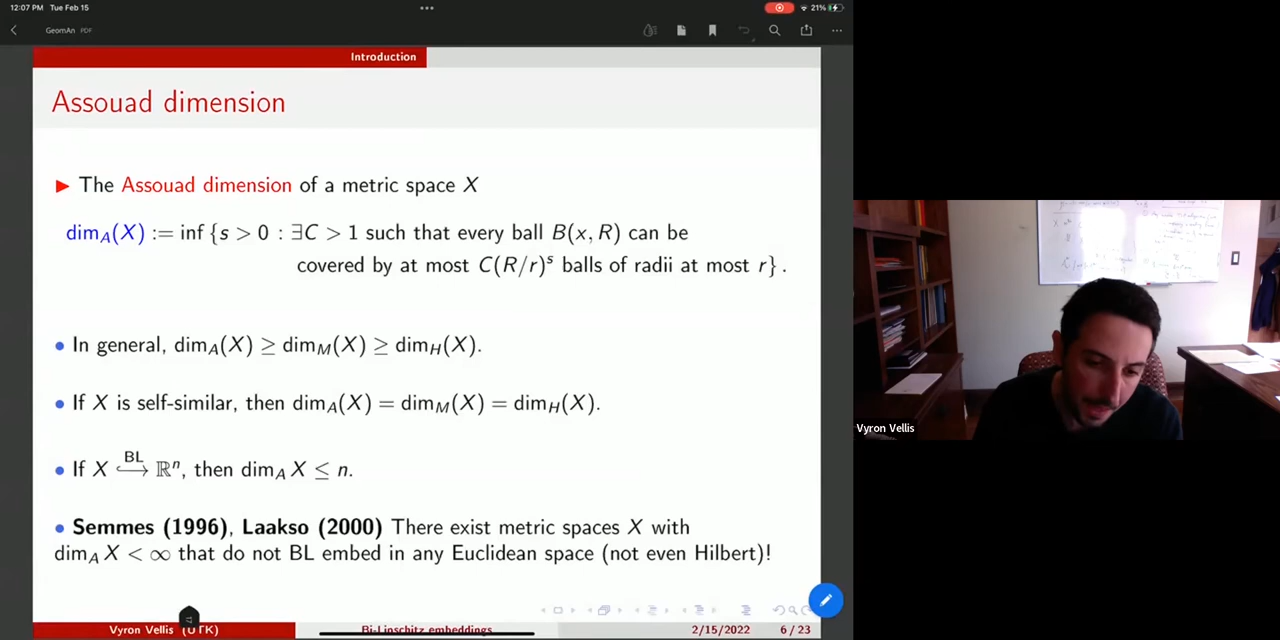 12:07 PM Tue Feb 15
21%
GeomAn PDF
Introduction
Assouad dimension
▶ The Assouad dimension of a metric space X
dim_A(X) := inf {s > 0 : ∃C > 1 such that every ball B(x, R) can be
covered by at most C(R/r)^s balls of radii at most r} .
• In general, dim_A(X) ≥ dim_M(X) ≥ dim_H(X).
• If X is self-similar, then dim_A(X) = dim_M(X) = dim_H(X).
• If X BL↪ ℝ^n, then dim_A X ≤ n.
• Semmes (1996), Laakso (2000) There exist metric spaces X with
dim_A X < ∞ that do not BL embed in any Euclidean space (not even Hilbert)!
Vyron Vellis (UTK)
Bi-Lipschitz embeddings
2/15/2022
6 / 23
Vyron Vellis